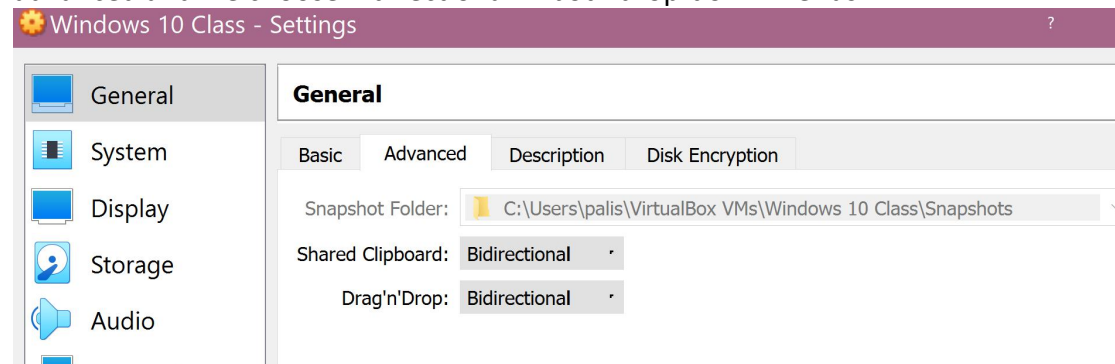 Windows 10 Class - Settings
?
General
System
Display
Storage
Audio
General
Basic
Advanced
Description
Disk Encryption
Snapshot Folder:
C:\Users\palis\VirtualBox VMs\Windows 10 Class\Snapshots
Shared Clipboard:
Bidirectional
Drag'n'Drop:
Bidirectional